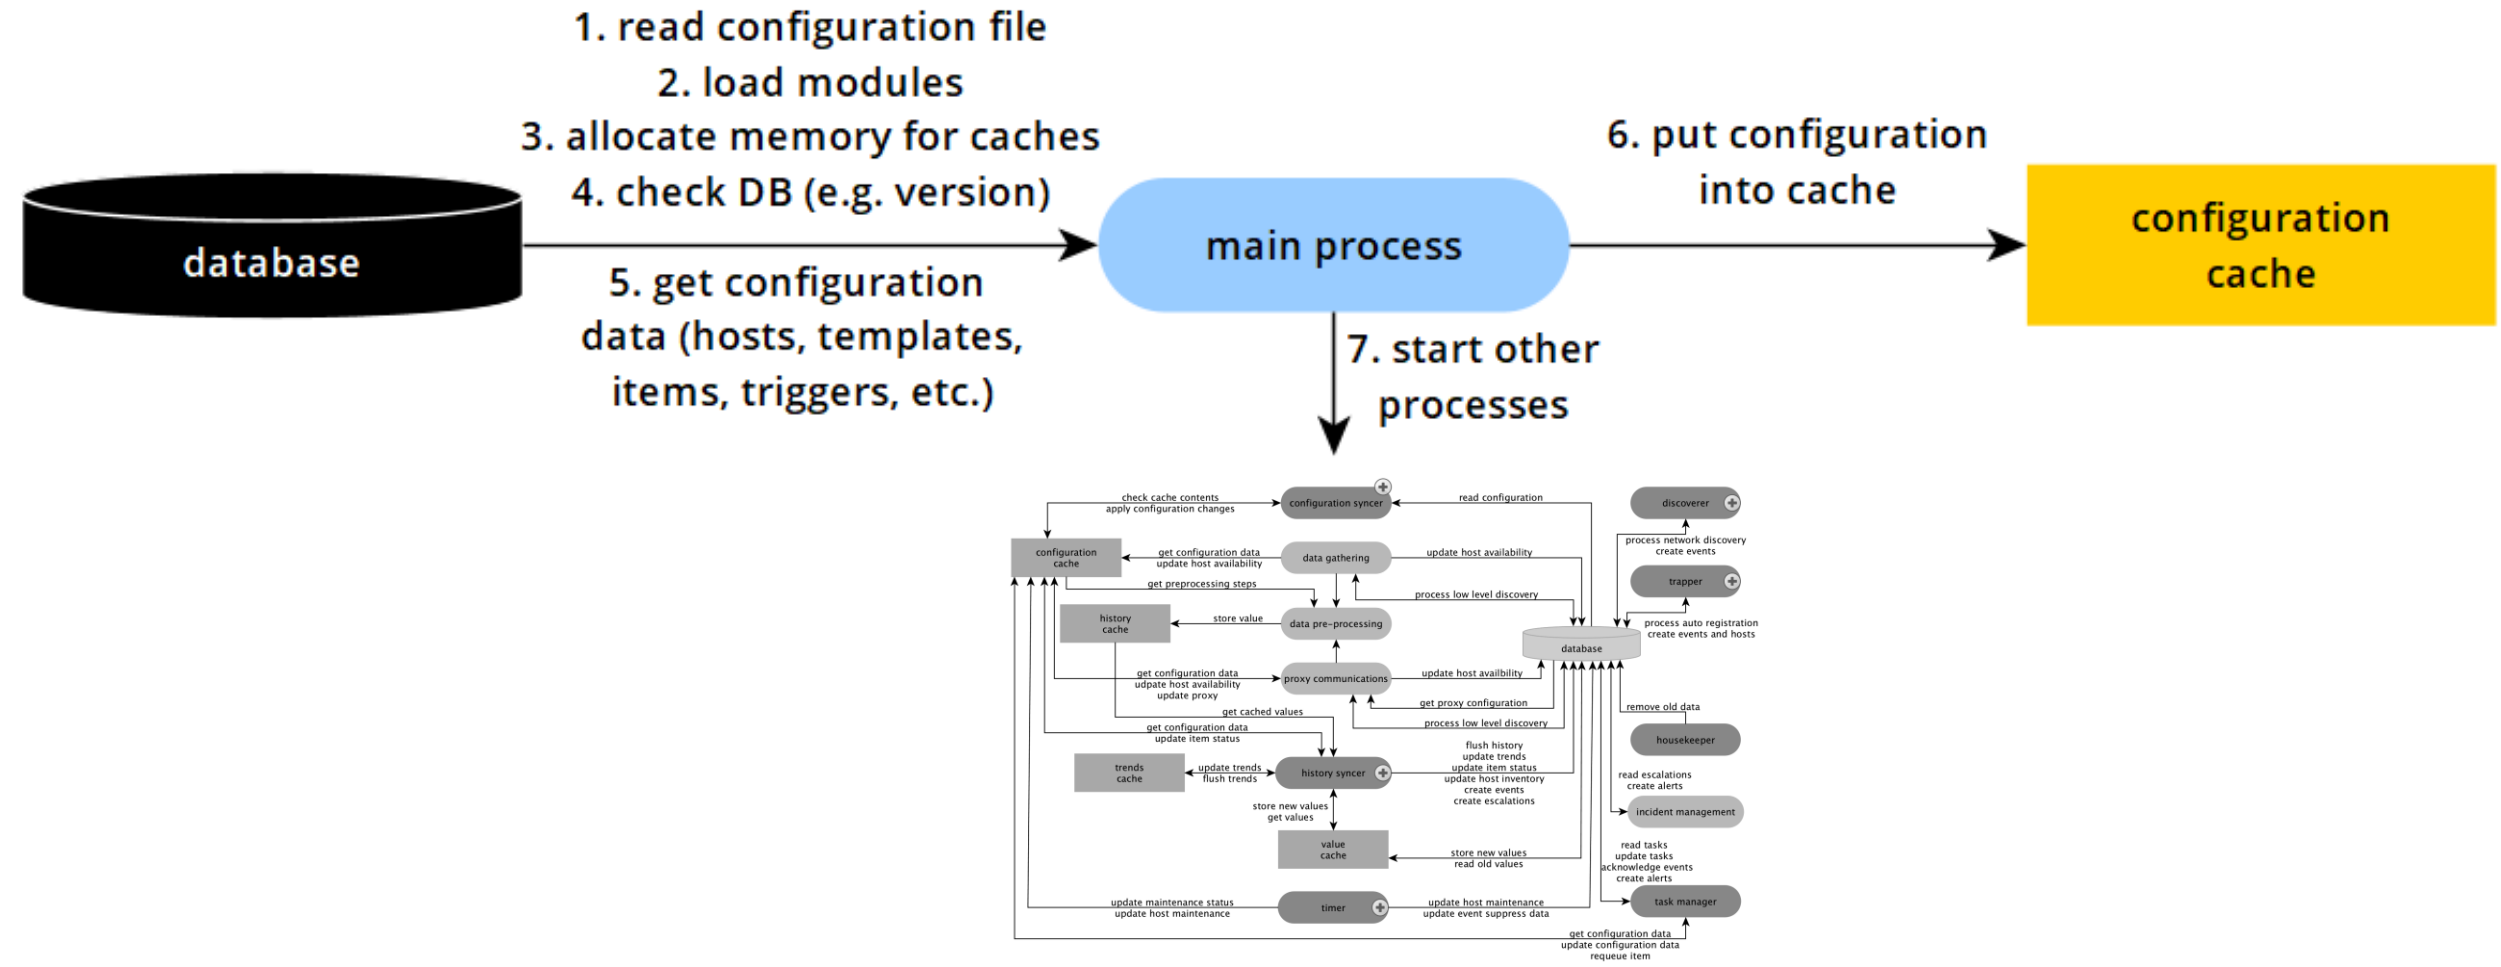 1. read configuration file
2. load modules
3. allocate memory for caches
4. check DB (e.g. version)
database
5. get configuration
data (hosts, templates,
items, triggers, etc.)
main process
6. put configuration
into cache
configuration
cache
7. start other
processes
check cache contents
apply configuration changes
configuration syncer
read configuration
discoverer
process network discovery
create events
configuration
cache
get configuration data
update host availability
data gathering
update host availability
get preprocessing steps
process low level discovery
trapper
process auto registration
create events and hosts
history
cache
store value
data pre-processing
database
get configuration data
udpate host availability
update proxy
proxy communications
update host availbility
get proxy configuration
process low level discovery
get cached values
get configuration data
update item status
remove old data
housekeeper
trends
cache
update trends
flush trends
history syncer
flush history
update trends
update item status
update host inventory
create events
create escalations
read escalations
create alerts
incident management
store new values
get values
value
cache
store new values
read old values
read tasks
update tasks
acknowledge events
create alerts
task manager
update maintenance status
update host maintenance
timer
update host maintenance
update event suppress data
get configuration data
update configuration data
requeue item